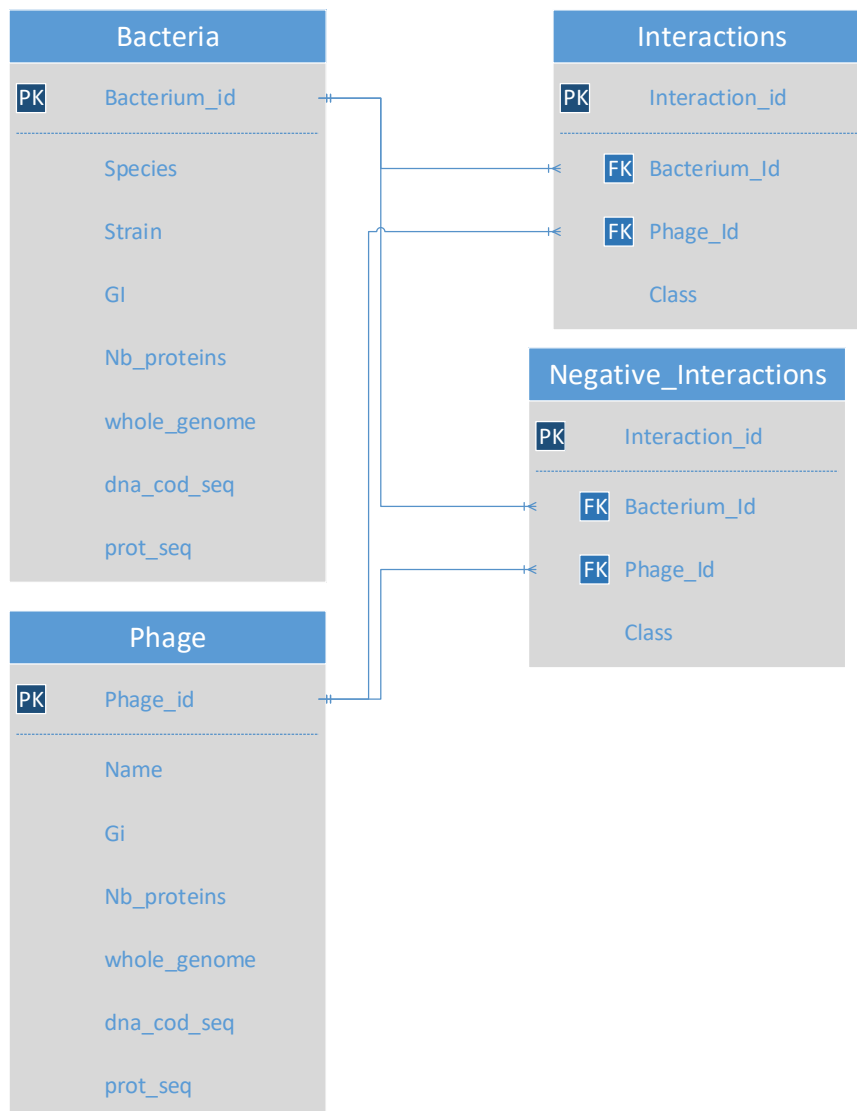 Bacteria
PK Bacterium_id
Species
Strain
GI
Nb_proteins
whole_genome
dna_cod_seq
prot_seq
Interactions
PK Interaction_id
FK Bacterium_Id
FK Phage_Id
Class
Negative_Interactions
PK Interaction_id
FK Bacterium_Id
FK Phage_Id
Class
Phage
PK Phage_id
Name
Gi
Nb_proteins
whole_genome
dna_cod_seq
prot_seq